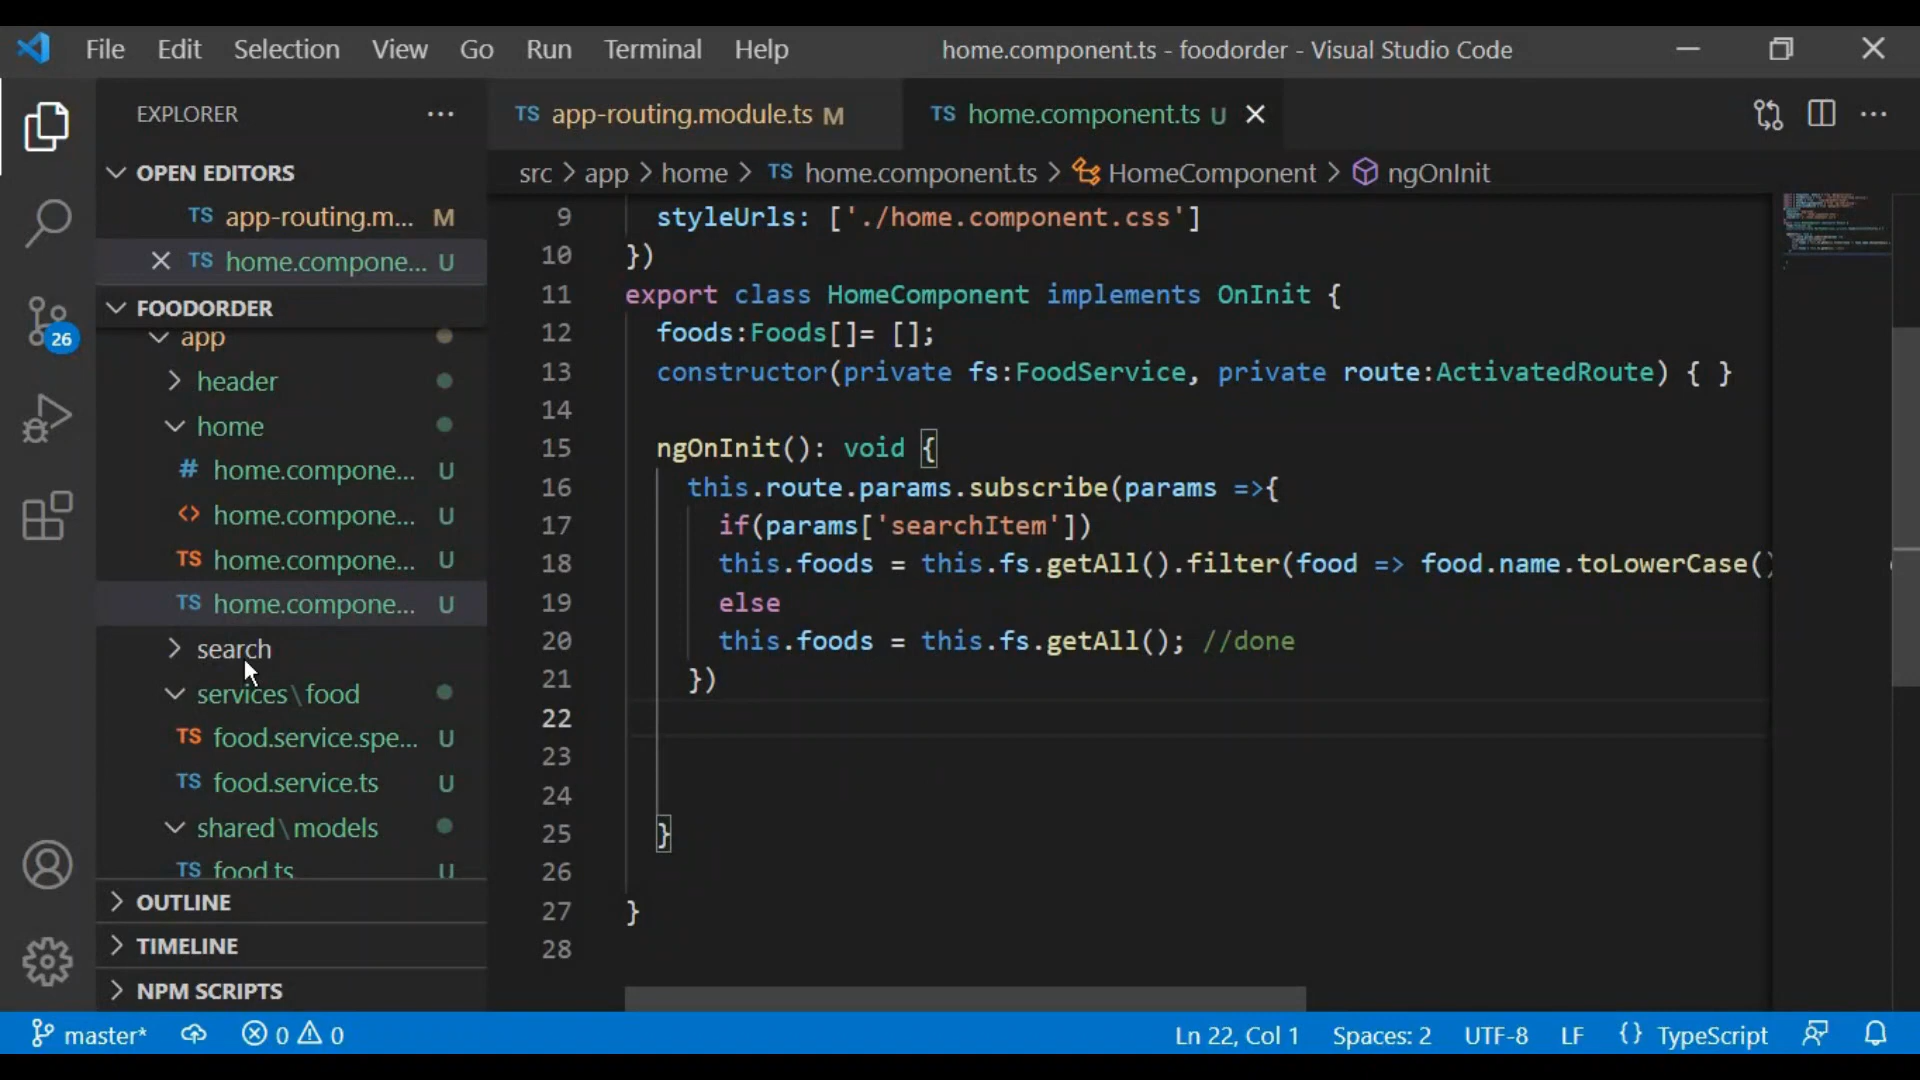 File Edit Selection View Go Run Terminal Help home.component.ts - foodorder - Visual Studio Code
EXPLORER ···
OPEN EDITORS
TS app-routing.m... M
TS home.compone... U
FOODORDER
app
header
home
# home.compone... U
<> home.compone... U
TS home.compone... U
TS home.compone... U
search
services\food
TS food.service.spe... U
TS food.service.ts U
shared\models
TS food.ts U
OUTLINE
TIMELINE
NPM SCRIPTS
26
TS app-routing.module.ts M TS home.component.ts U
src > app > home > TS home.component.ts > HomeComponent > ngOnInit
9 styleUrls: ['./home.component.css']
10 })
11 export class HomeComponent implements OnInit {
12 foods:Foods[]= [];
13 constructor(private fs:FoodService, private route:ActivatedRoute) { }
14
15 ngOnInit(): void {
16 this.route.params.subscribe(params =>{
17 if(params['searchItem'])
18 this.foods = this.fs.getAll().filter(food => food.name.toLowerCase()
19 else
20 this.foods = this.fs.getAll(); //done
21 })
22
23
24
25 }
26
27 }
28
master* 0 0 Ln 22, Col 1 Spaces: 2 UTF-8 LF {} TypeScript